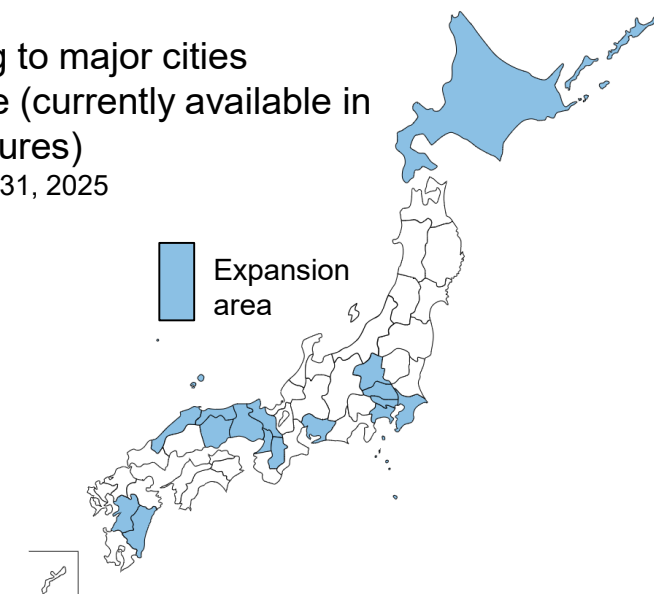 g to major cities
e (currently available in
ures)
31, 2025
Expansion
area